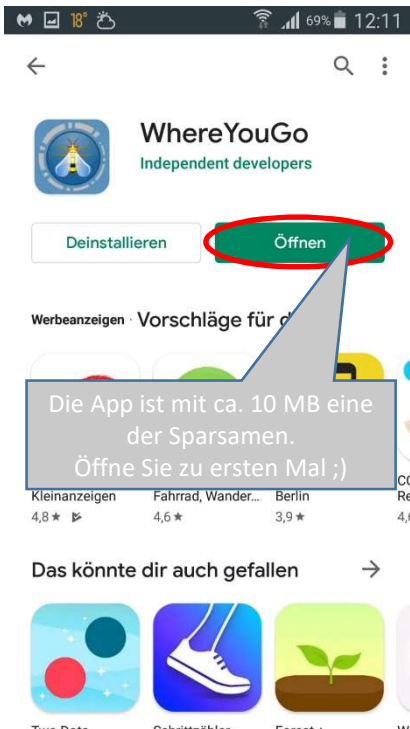 18° 69% 12:11
WhereYouGo
Independent developers
Deinstallieren Öffnen
Werbeanzeigen · Vorschläge für d
Die App ist mit ca. 10 MB eine
der Sparsamen.
Öffne Sie zu ersten Mal ;)
Kleinanzeigen Fahrrad, Wander... Berlin
4,8★ 4,6★ 3,9★ 4,6
Das könnte dir auch gefallen